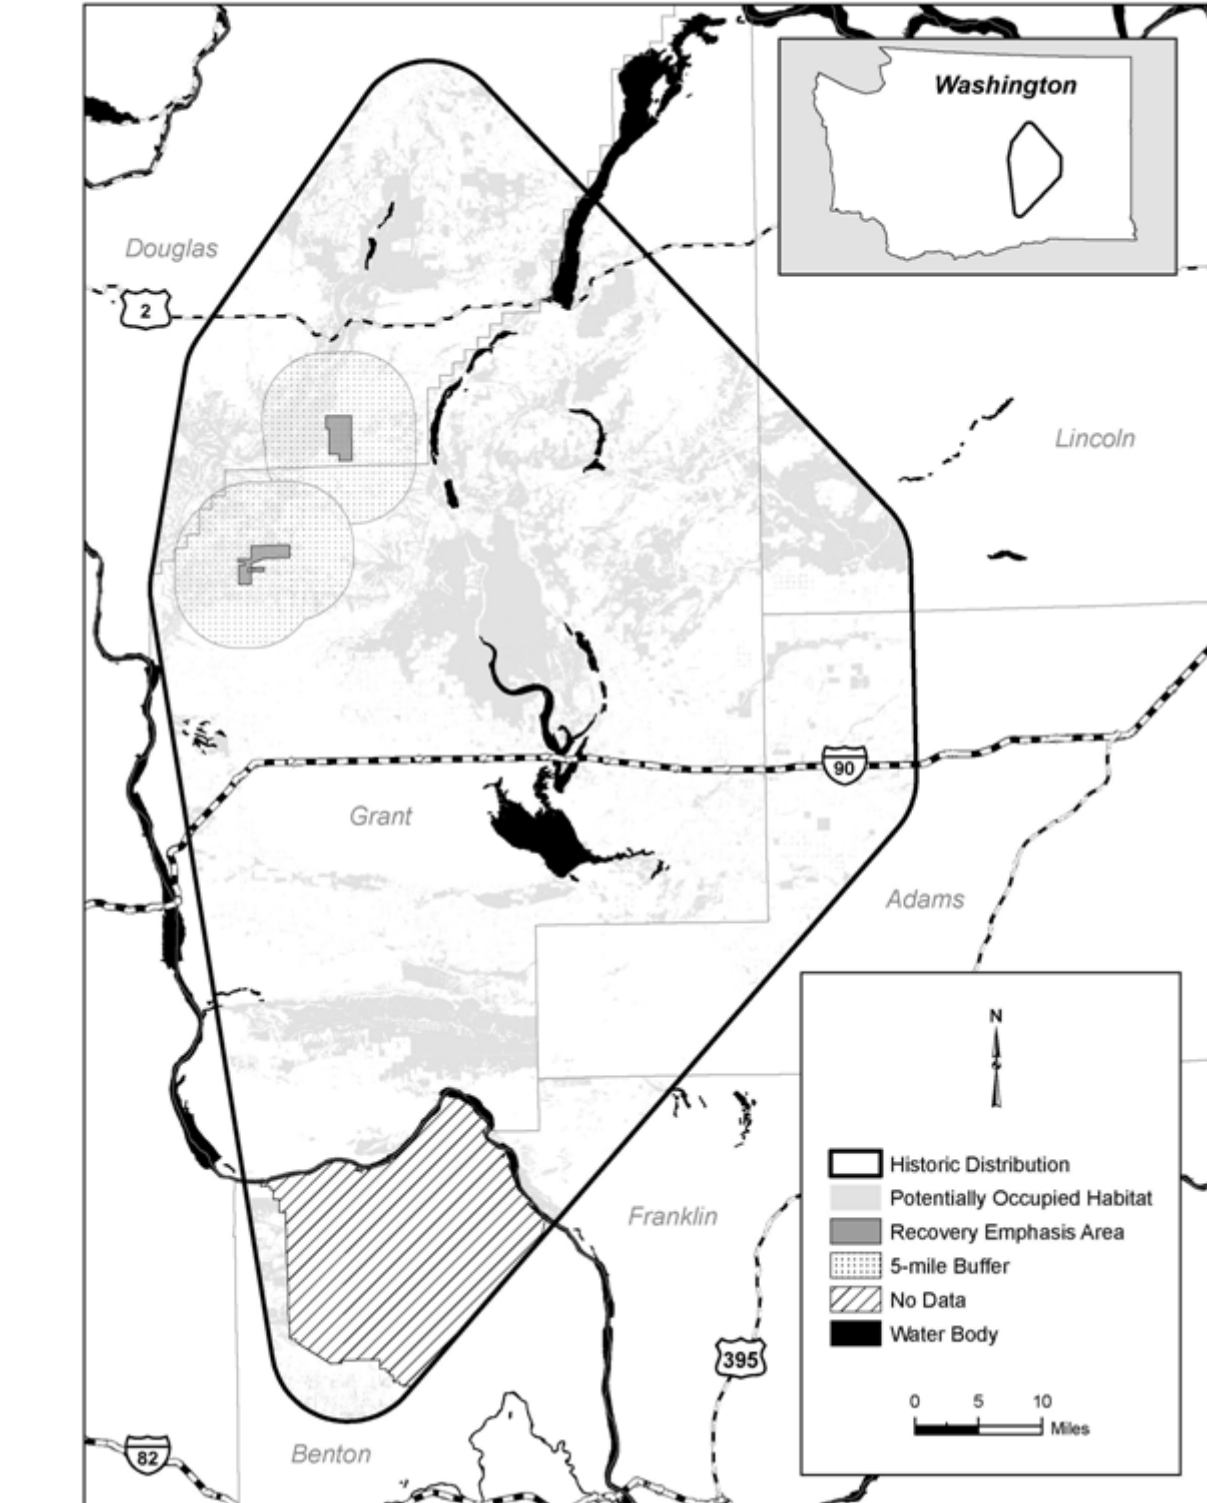 Washington
Douglas
2
Lincoln
90
Grant
Adams
N
Historic Distribution
Potentially Occupied Habitat
Recovery Emphasis Area
5-mile Buffer
No Data
Water Body
Franklin
395
0 5 10
Miles
Benton
82